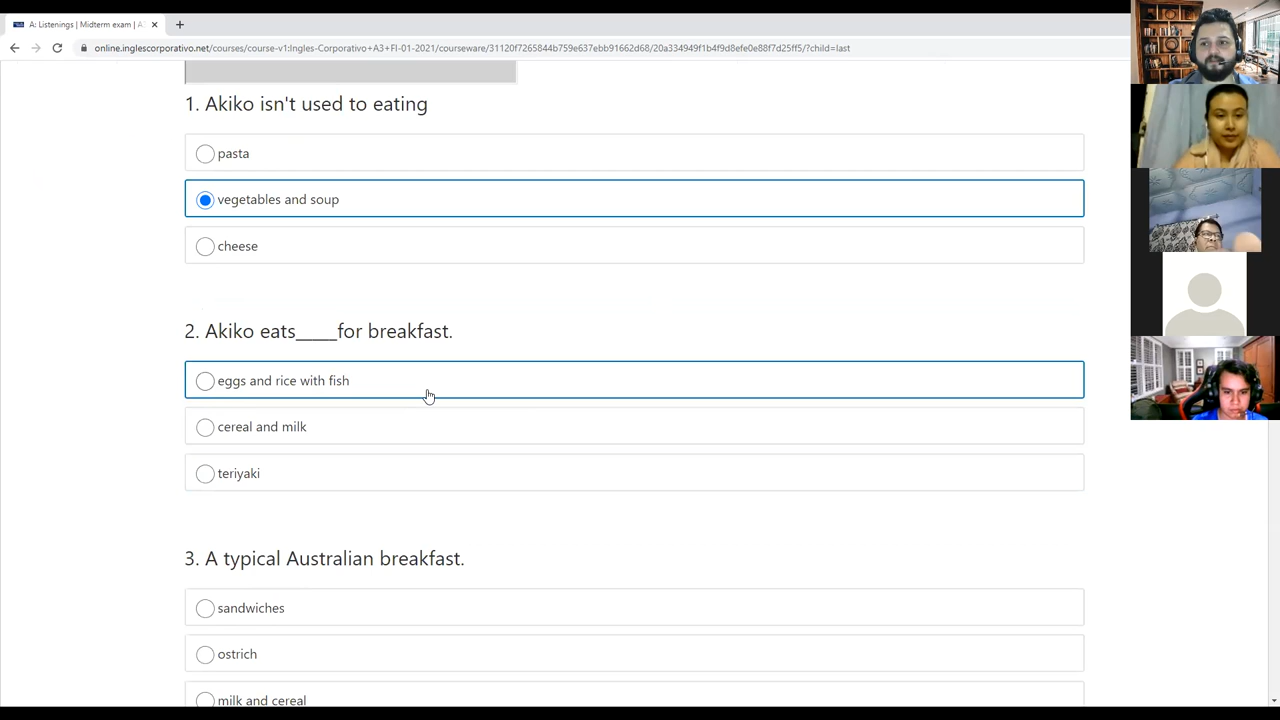 A: Listenings | Midterm exam | A
online.inglescorporativo.net/courses/course-v1:Ingles-Corporativo+A3+FI-01-2021/courseware/3120f7265844b759e637ebb91662d68/20a334949f1b4f9d8efe0e88f7d25ff5/?child=last
1. Akiko isn't used to eating
pasta
vegetables and soup
cheese
2. Akiko eats_____for breakfast.
eggs and rice with fish
cereal and milk
teriyaki
3. A typical Australian breakfast.
sandwiches
ostrich
milk and cereal